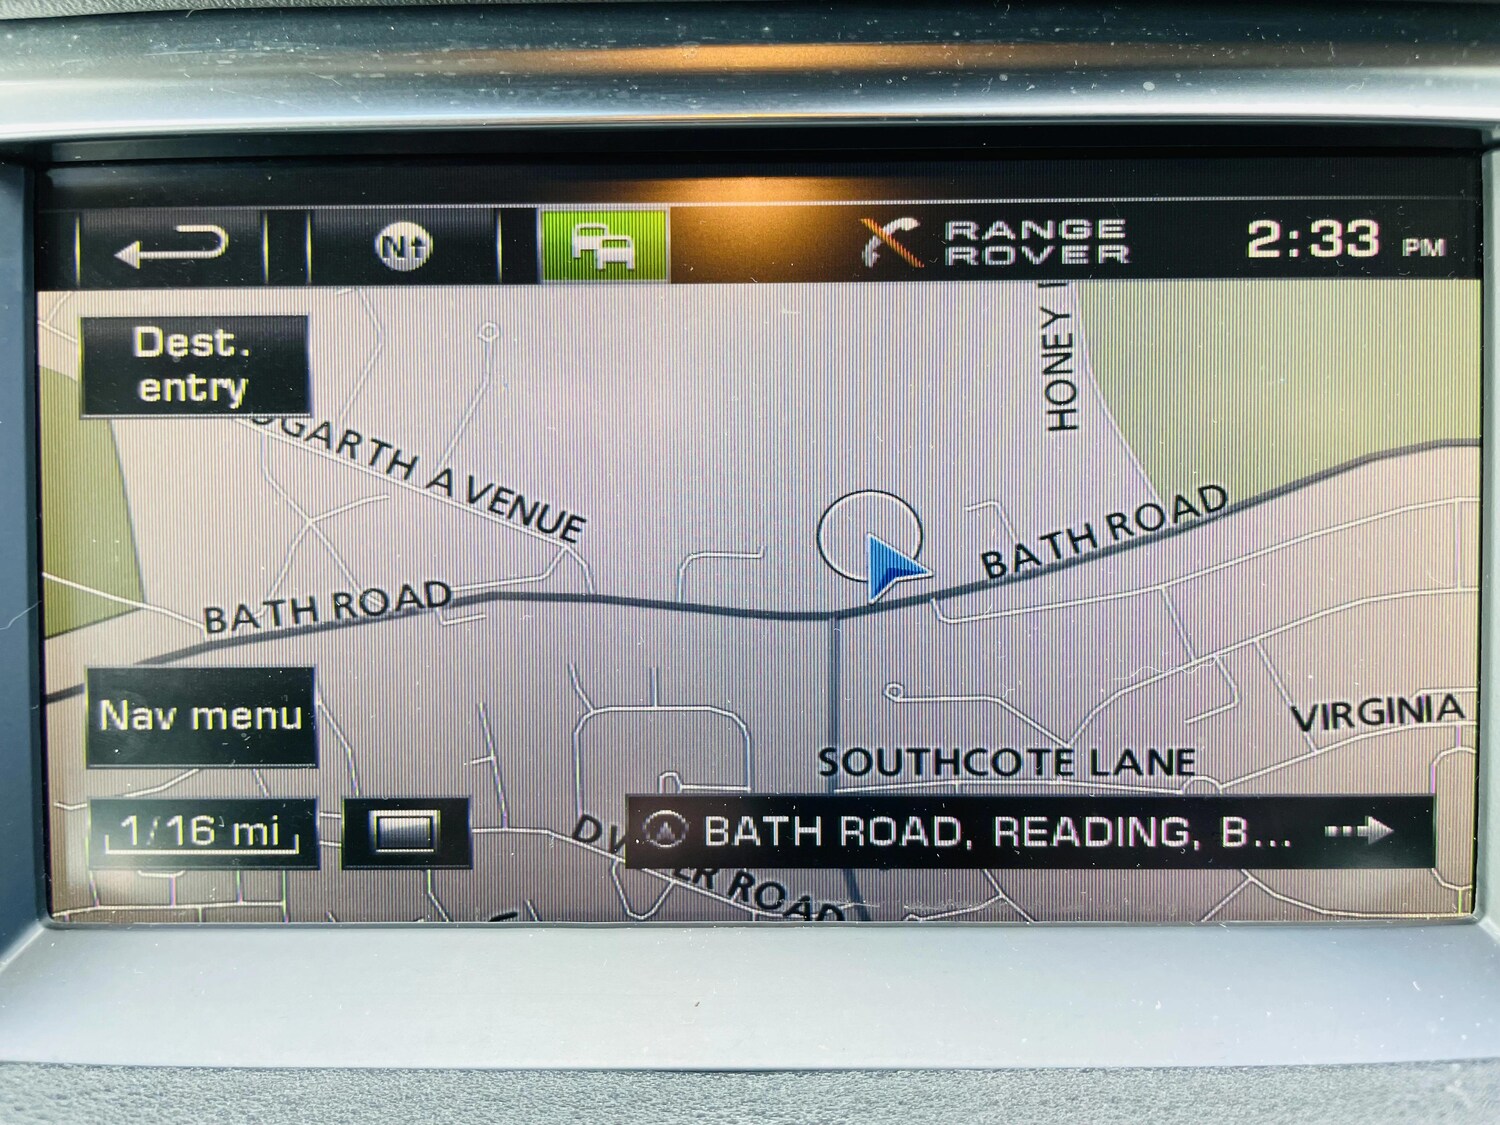 N
RANGE
ROVER
2:33 PM
Dest.
entry
HONEY
GARTH AVENUE
BATH ROAD
BATH ROAD
Nav menu
VIRGINIA
SOUTHCOTE LANE
1/16 mi
BATH ROAD, READING, B...
ROAD